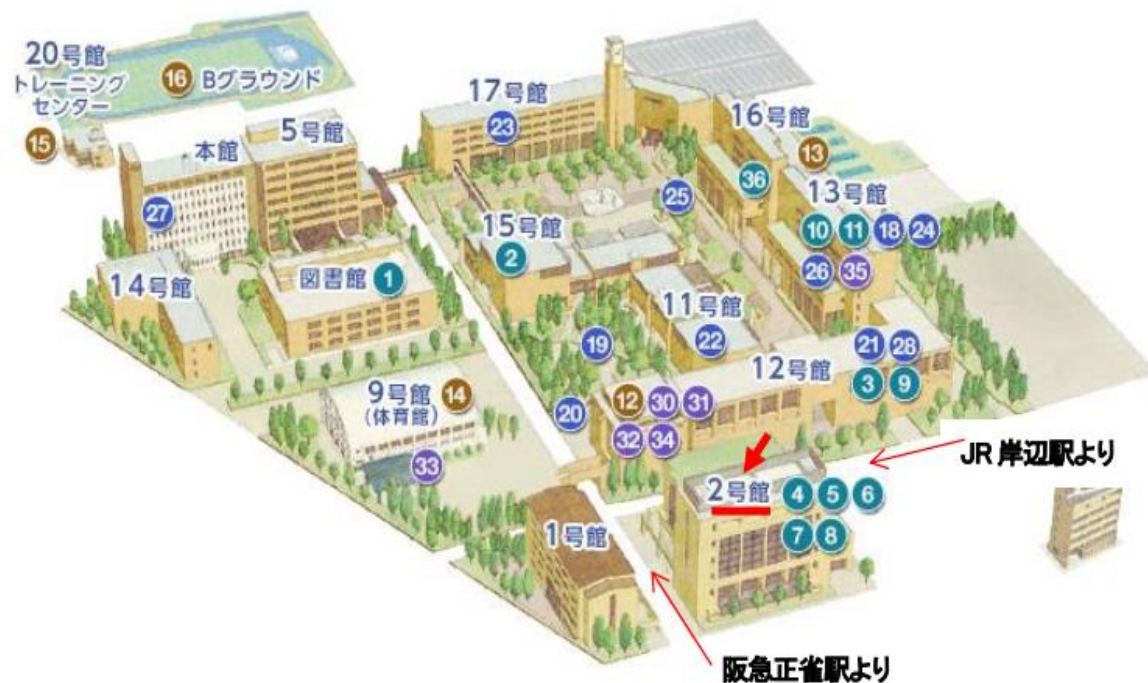 20号館
トレーニング
センター
15
16 Bグラウンド
本館
27
5号館
17号館
23
16号館
13
36
13号館
10 11 18 24
26 35
25
15号館
2
14号館
図書館 1
11号館
22
19
12号館
21 28
3 9
9号館 14
(体育館)
33
20
12 30 31
32 34
JR 岸辺駅より
2号館 4 5 6
7 8
1号館
阪急正雀駅より